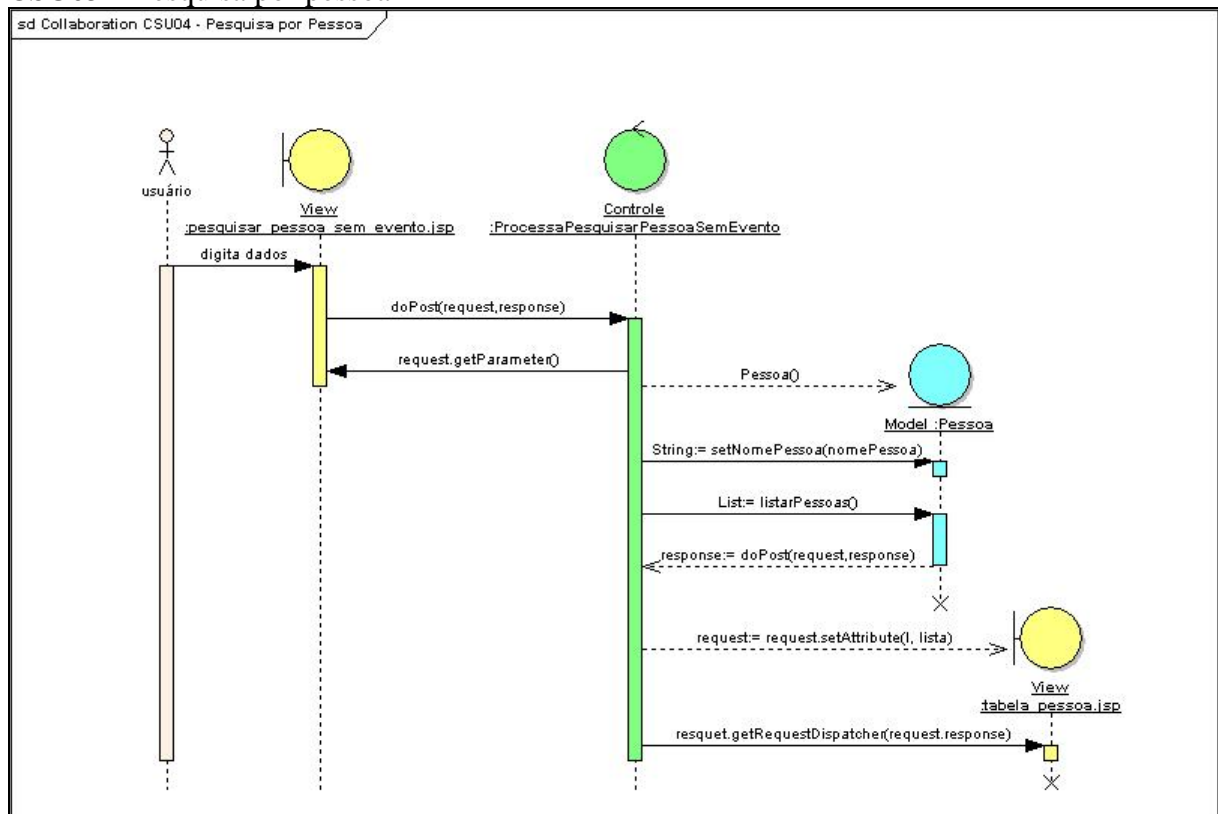 sd Collaboration CSU04 - Pesquisa por Pessoa
usuário
View
:pesquisar_pessoa_sem_evento.jsp
Controle
:ProcessaPesquisarPessoaSemEvento
digita dados
doPost(request,response)
request.getParameter()
Pessoa()
Model :Pessoa
String:= setNomePessoa(nomePessoa)
List:= listarPessoas()
response:= doPost(request,response)
request:= request.setAttribute(l, lista)
View
:tabela_pessoa.jsp
resquet.getRequestDispatcher(request.response)